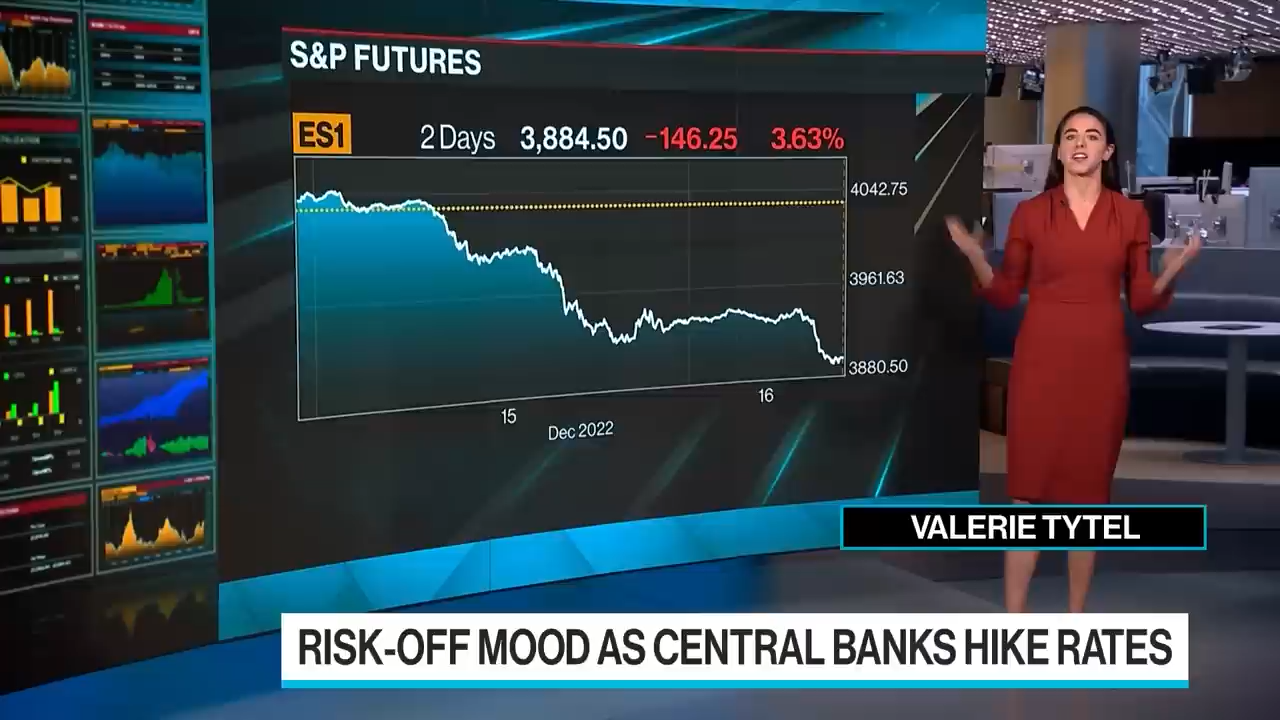 S&P FUTURES
ES1 2 Days 3,884.50 -146.25 3.63%
4042.75
3961.63
3880.50
15 16
Dec 2022
VALERIE TYTEL
RISK-OFF MOOD AS CENTRAL BANKS HIKE RATES